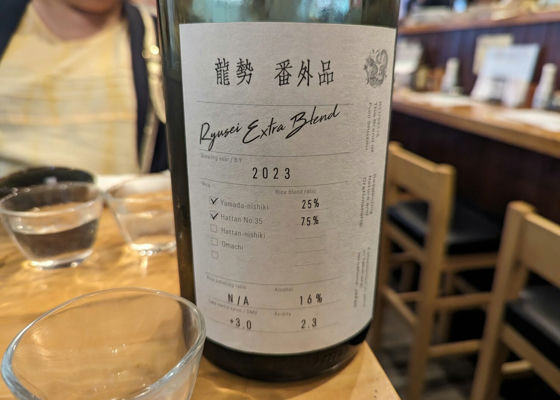 龍勢 番外品
Ryusei Extra Blend
Brewing year / B.Y
2023
Rice blend ratio
Yamada-nishiki 25%
Hattan No.35 75%
Hattan-nishiki
Omachi
Rice polishing ratio Alcohol
N/A 16%
Acidity
+3.0 2.3